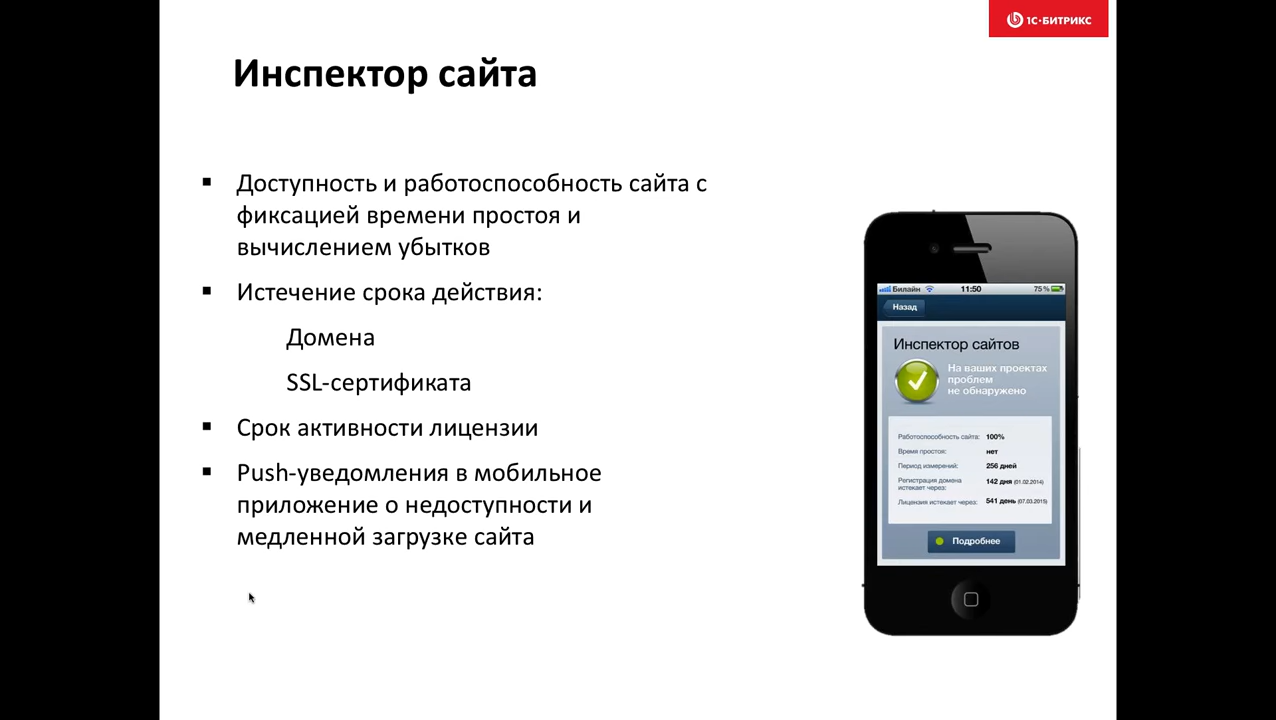 1С-БИТРИКС
Инспектор сайта
▪ Доступность и работоспособность сайта с
фиксацией времени простоя и
вычислением убытков
▪ Истечение срока действия:
Домена
SSL-сертификата
▪ Срок активности лицензии
▪ Push-уведомления в мобильное
приложение о недоступности и
медленной загрузке сайта
Билайн 11:50 75 %
Назад
Инспектор сайтов
На ваших проектах
проблем
не обнаружено
Работоспособность сайта: 100%
Время простоя: нет
Период измерений: 256 дней
Регистрация домена
истекает через: 142 дня (01.02.2014)
Лицензия истекает через: 541 день (07.03.2015)
Подробнее